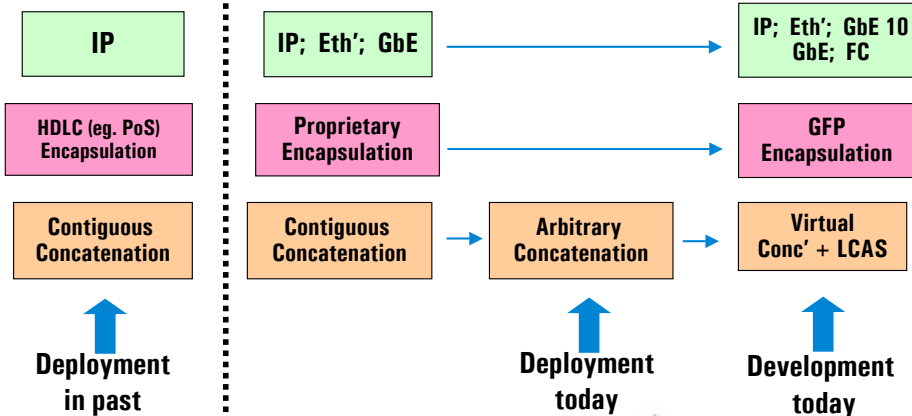 IP
IP; Eth′; GbE
IP; Eth′; GbE 10
GbE; FC
HDLC (eg. PoS)
Encapsulation
Proprietary
Encapsulation
GFP
Encapsulation
Contiguous
Concatenation
Contiguous
Concatenation
Arbitrary
Concatenation
Virtual
Conc′ + LCAS
Deployment
in past
Deployment
today
Development
today